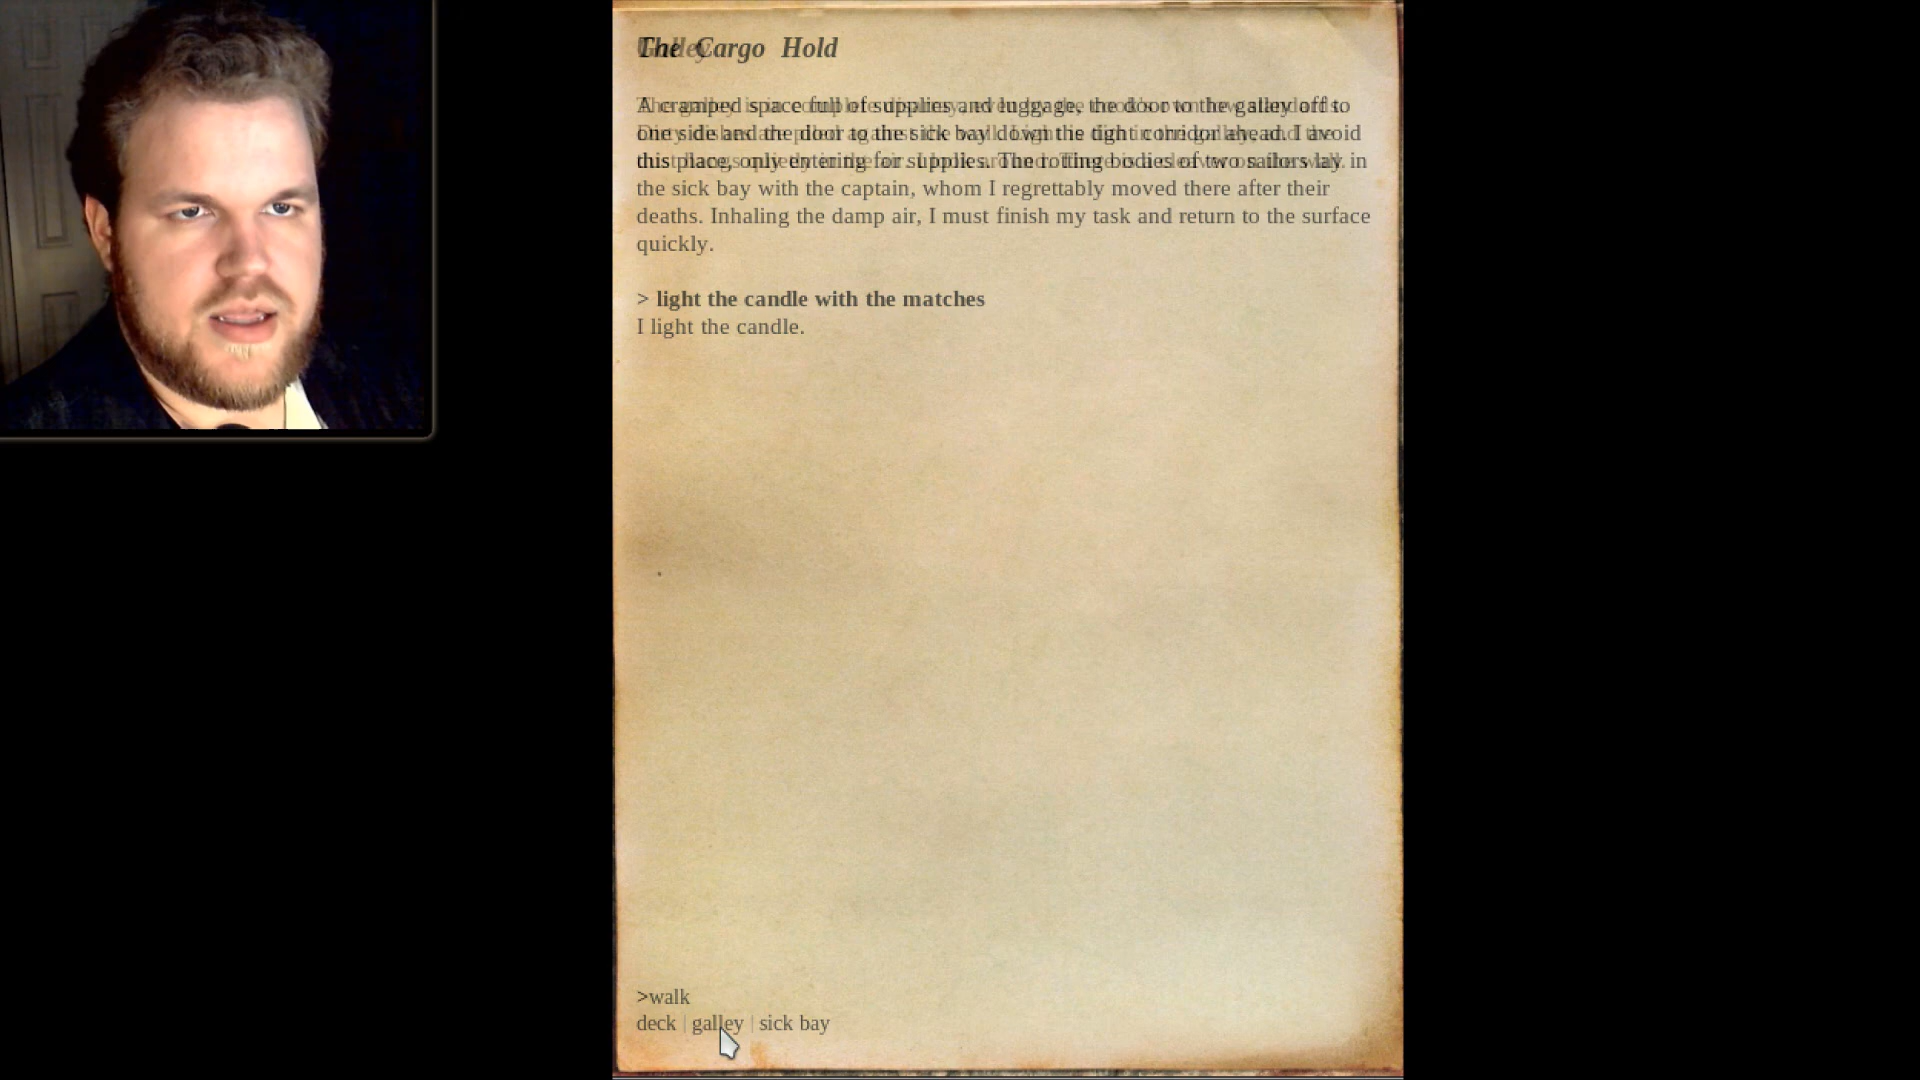 The Cargo Hold
A cramped space full of supplies and luggage, the door to the galley off to
one side and the door to the sick bay down the tight corridor ahead. I avoid
this place, only entering for supplies. The rotting bodies of two sailors lay in
the sick bay with the captain, whom I regrettably moved there after their
deaths. Inhaling the damp air, I must finish my task and return to the surface
quickly.
> light the candle with the matches
I light the candle.
>walk
deck | galley | sick bay